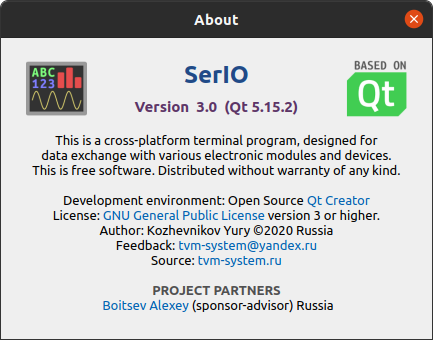 About
ABC
123
SerIO
Version 3.0 (Qt 5.15.2)
BASED ON
Qt
This is a cross-platform terminal program, designed for
data exchange with various electronic modules and devices.
This is free software. Distributed without warranty of any kind.
Development environment: Open Source Qt Creator
License: GNU General Public License version 3 or higher.
Author: Kozhevnikov Yury ©2020 Russia
Feedback: tvm-system@yandex.ru
Source: tvm-system.ru
PROJECT PARTNERS
Boitsev Alexey (sponsor-advisor) Russia